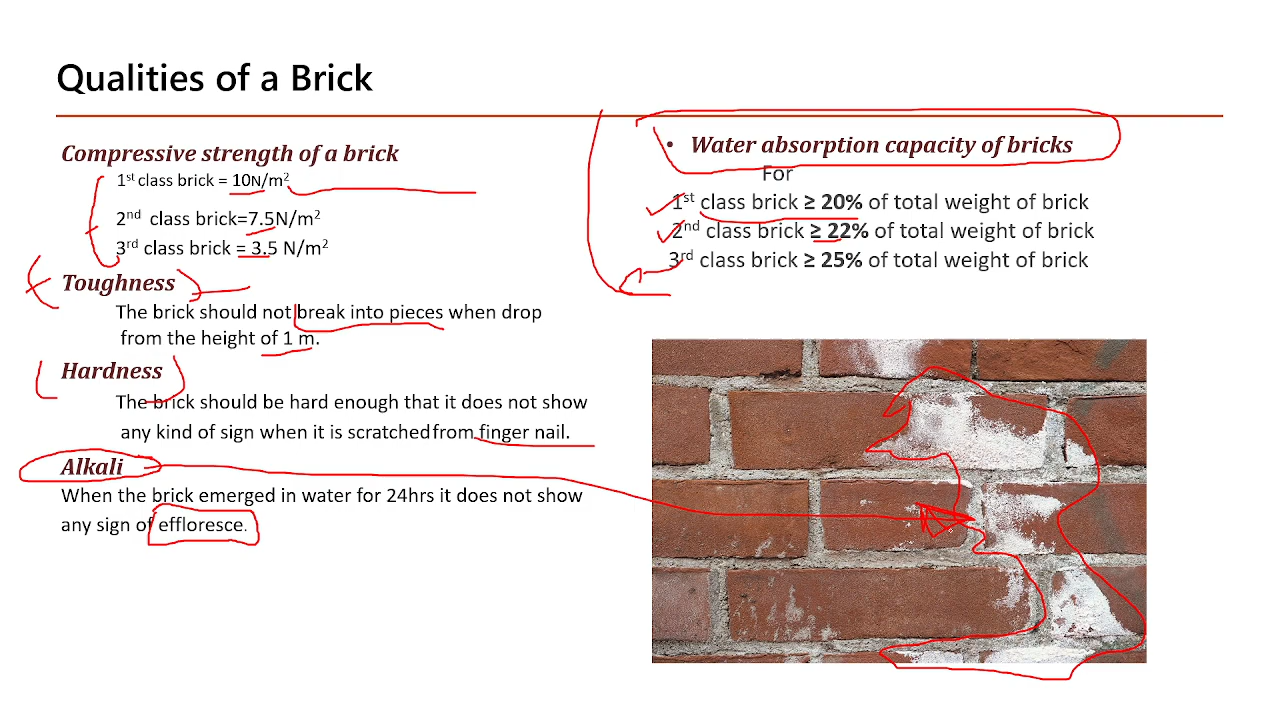 Qualities of a Brick
Compressive strength of a brick
1st class brick = 10N/m2
2nd class brick=7.5N/m2
3rd class brick = 3.5 N/m2
Toughness
The brick should not break into pieces when drop
from the height of 1 m.
Hardness
The brick should be hard enough that it does not show
any kind of sign when it is scratched from finger nail.
Alkali
When the brick emerged in water for 24hrs it does not show
any sign of effloresce.
• Water absorption capacity of bricks
For
1st class brick ≥ 20% of total weight of brick
2nd class brick ≥ 22% of total weight of brick
3rd class brick ≥ 25% of total weight of brick